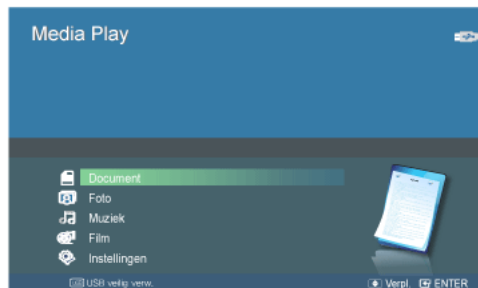 Media Play
Document
Foto
Muziek
Film
Instellingen
USB veilig verw. Verpl. ENTER